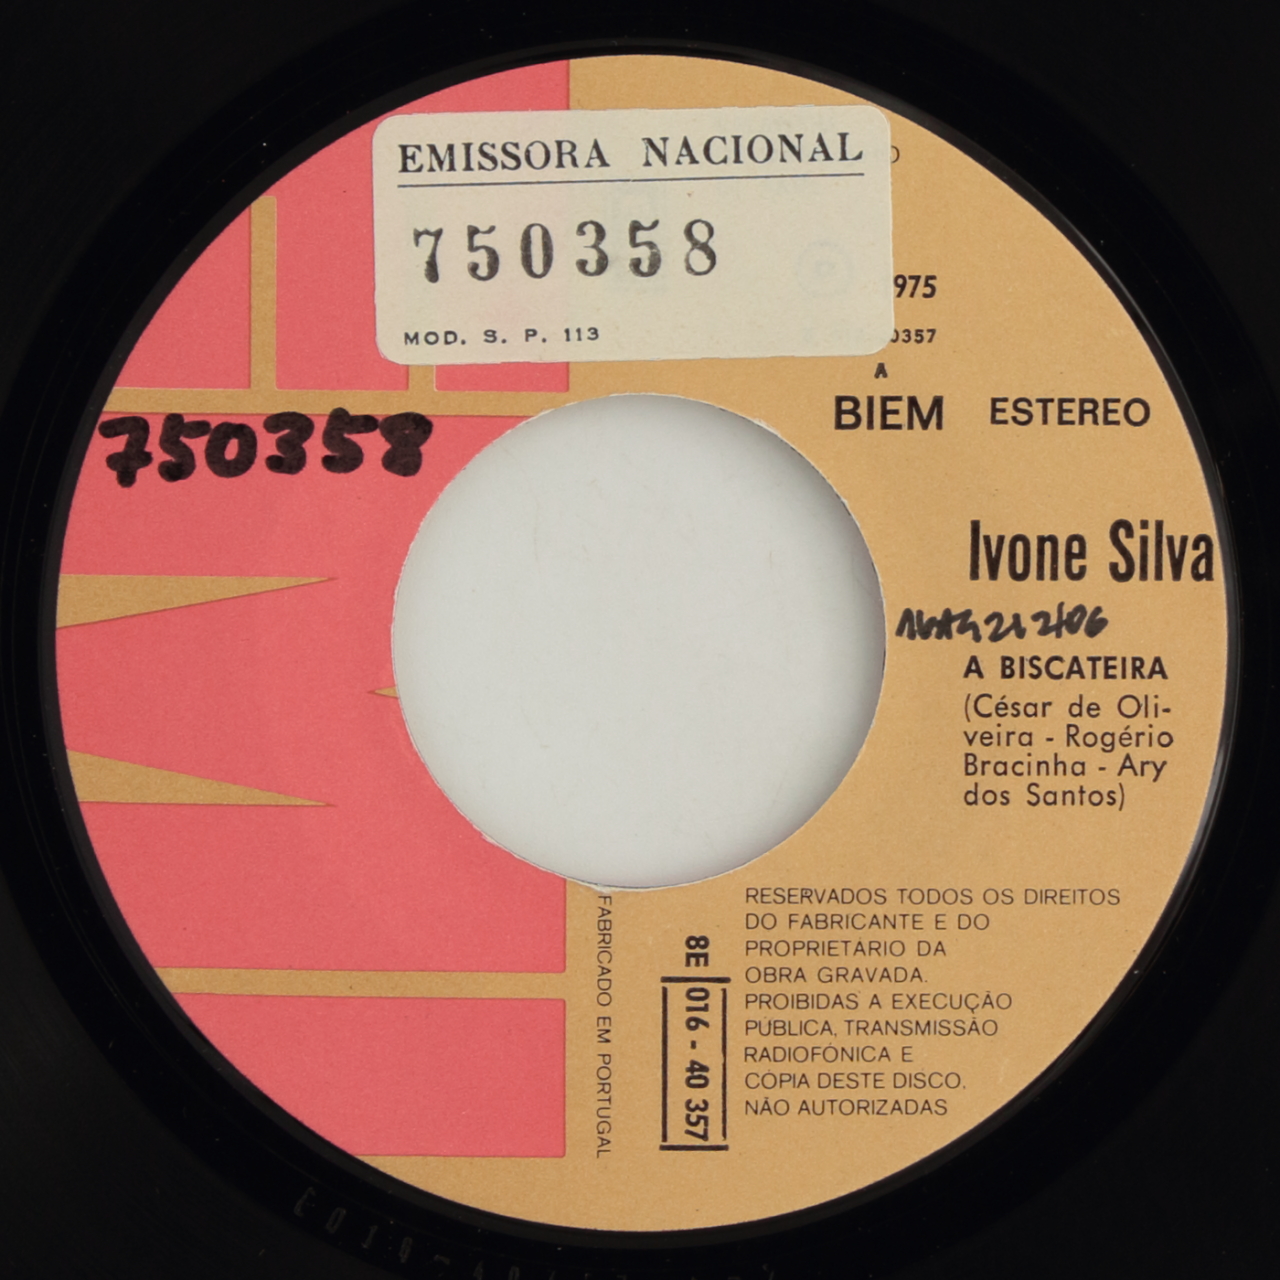 EMISSORA NACIONAL
750358
MOD. S. P. 113
975
0357
A
BIEM ESTEREO
750358
Ivone Silva
A BISCATEIRA
(César de Oli-
veira - Rogério
Bracinha - Ary
dos Santos)
RESERVADOS TODOS OS DIREITOS
DO FABRICANTE E DO
PROPRIETÁRIO DA
OBRA GRAVADA.
PROIBIDAS A EXECUÇÃO
PÚBLICA, TRANSMISSÃO
RADIOFÓNICA E
CÓPIA DESTE DISCO,
NÃO AUTORIZADAS
8E 016 - 40 357
FABRICADO EM PORTUGAL